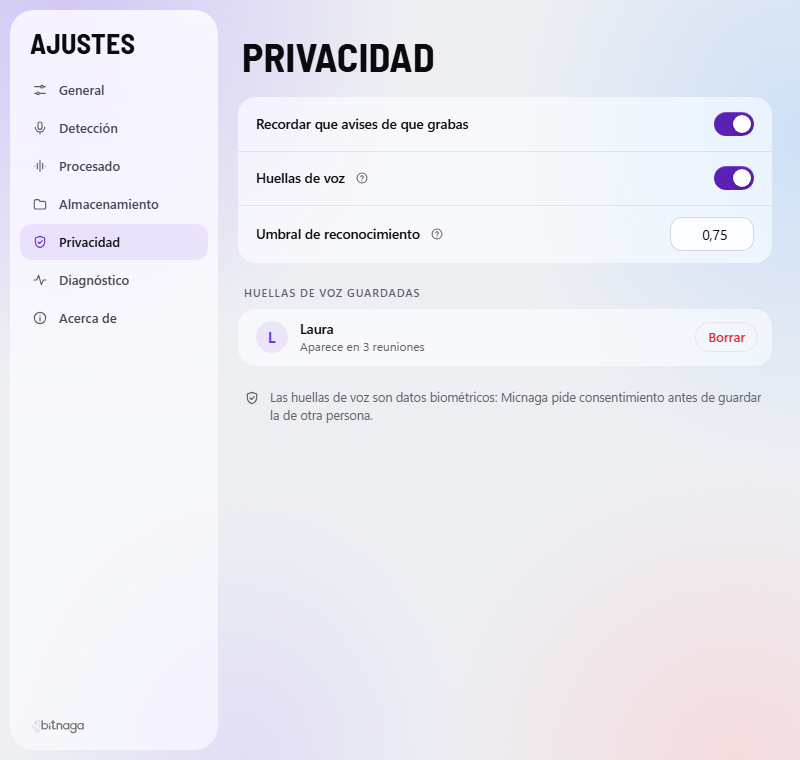 AJUSTES
General
Detección
Procesado
Almacenamiento
Privacidad
Diagnóstico
Acerca de
bitnaga
PRIVACIDAD
Recordar que avises de que grabas
Huellas de voz
Umbral de reconocimiento
0,75
HUELLAS DE VOZ GUARDADAS
L
Laura
Aparece en 3 reuniones
Borrar
Las huellas de voz son datos biométricos: Micnaga pide consentimiento antes de guardar
la de otra persona.